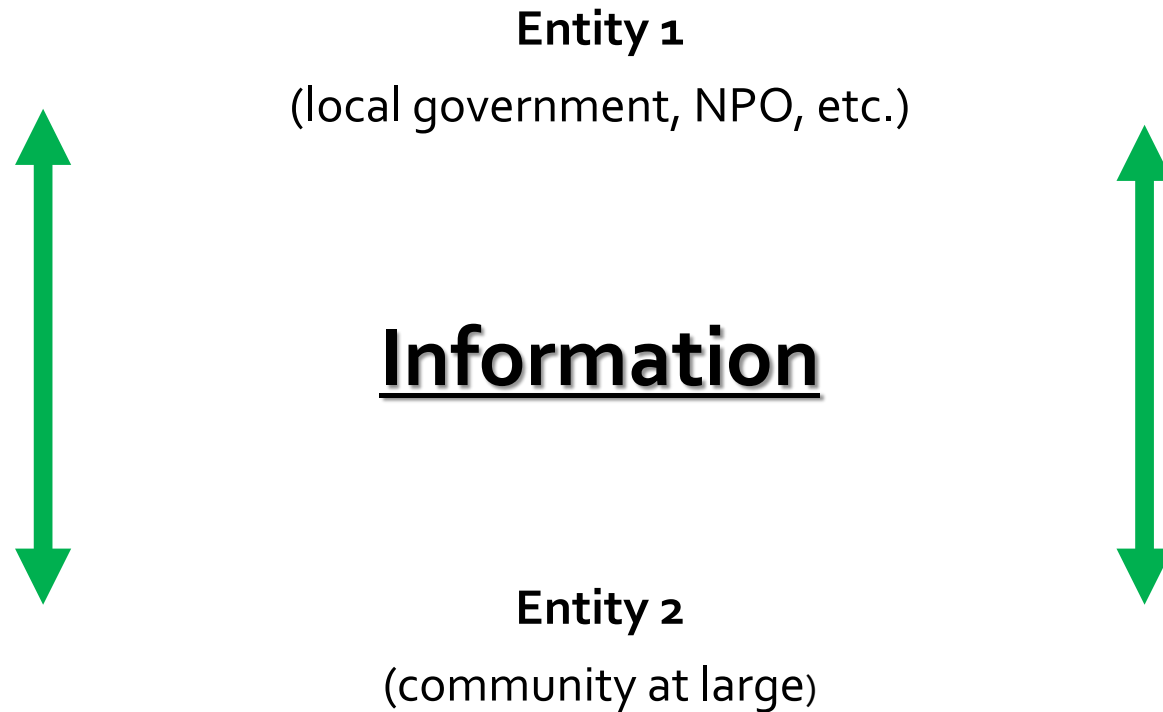 Entity 1
(local government, NPO, etc.)
Information
Entity 2
(community at large)